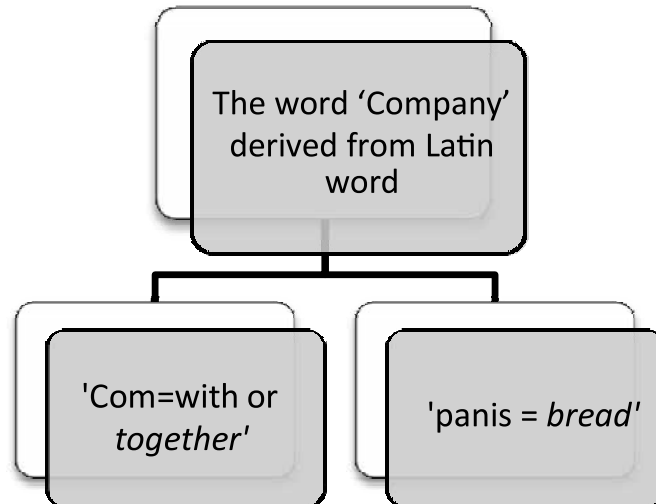 The word ‘Company’
derived from Latin
word
'Com=with or
together'
'panis = bread'